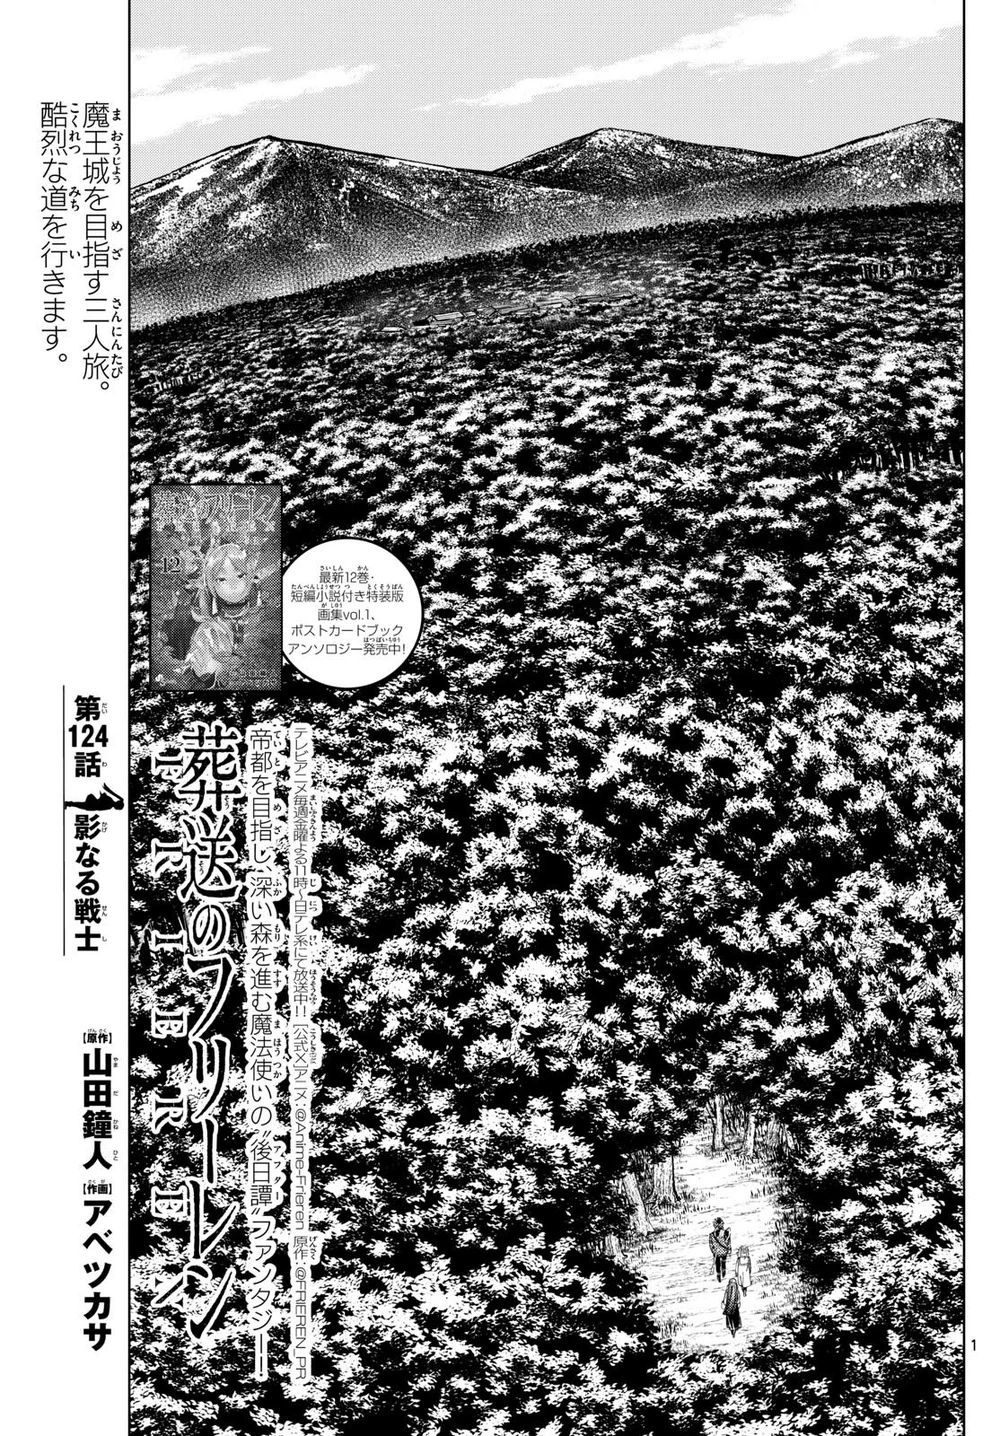 魔王城を目指す三人旅。
酷烈な道を行きます。
12
最新12巻・
短編小説付き特装版
画集vol.1、
ポストカードブック
アンソロジー発売中!
テレビアニメ毎週金曜よる11時〜日テレ系にて放送中!! [公式X]アニメ:@Anime-Frieren 原作:@FRIEREN_PR
帝都を目指し、深い森を進む魔法使いの〝後日譚〟ファンタジー
葬送のフリーレン
FRIEREN
第124話
影なる戦士
【原作】山田鐘人
【作画】アベツカサ
1